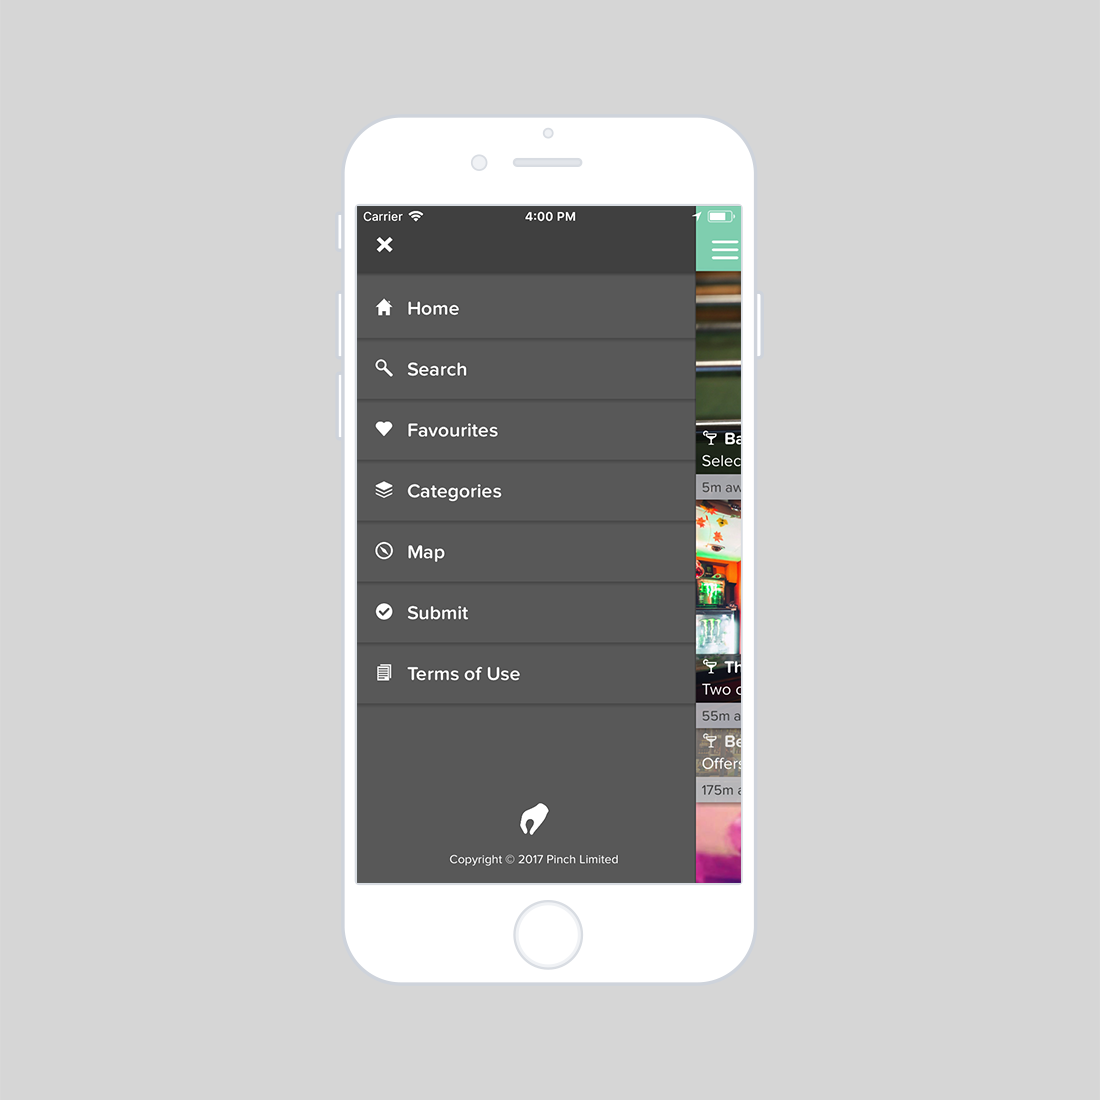 Carrier
4:00 PM
Home
Search
Favourites
Categories
Map
Submit
Terms of Use
Copyright © 2017 Pinch Limited
Ba
Selec
5m aw
Th
Two
55m a
Be
Offers
175m